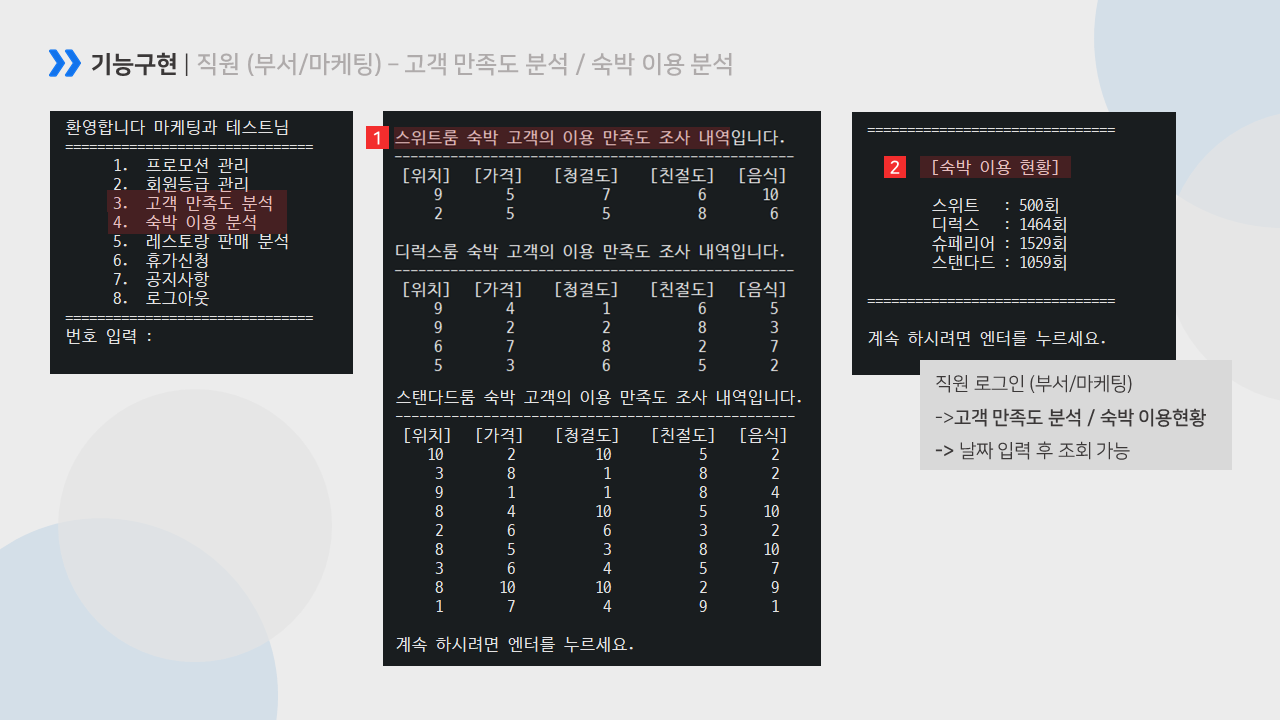 기능구현 | 직원 (부서/마케팅) – 고객 만족도 분석 / 숙박 이용 분석
환영합니다 마케팅과 테스트님
===============================
1. 프로모션 관리
2. 회원등급 관리
3. 고객 만족도 분석
4. 숙박 이용 분석
5. 레스토랑 판매 분석
6. 휴가신청
7. 공지사항
8. 로그아웃
===============================
번호 입력 :
1
스위트룸 숙박 고객의 이용 만족도 조사 내역입니다.
--------------------------------------------------
[위치] [가격] [청결도] [친절도] [음식]
9 5 7 6 10
2 5 5 8 6
디럭스룸 숙박 고객의 이용 만족도 조사 내역입니다.
--------------------------------------------------
[위치] [가격] [청결도] [친절도] [음식]
9 4 1 6 5
9 2 2 8 3
6 7 8 2 7
5 3 6 5 2
스탠다드룸 숙박 고객의 이용 만족도 조사 내역입니다.
--------------------------------------------------
[위치] [가격] [청결도] [친절도] [음식]
10 2 10 5 2
3 8 1 8 2
9 1 1 8 4
8 4 10 5 10
2 6 6 3 2
8 5 3 8 10
3 6 4 5 7
8 10 10 2 9
1 7 4 9 1
계속 하시려면 엔터를 누르세요.
===============================
2
[숙박 이용 현황]
스위트 : 500회
디럭스 : 1464회
슈페리어 : 1529회
스탠다드 : 1059회
===============================
계속 하시려면 엔터를 누르세요.
직원 로그인 (부서/마케팅)
->고객 만족도 분석 / 숙박 이용현황
-> 날짜 입력 후 조회 가능